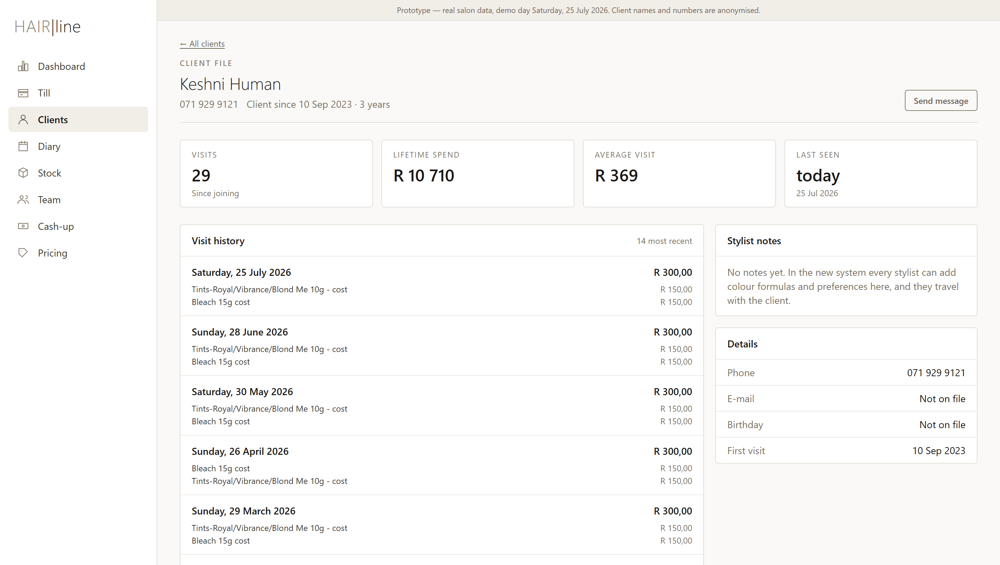 HAIR|line
Dashboard
Till
Clients
Diary
Stock
Team
Cash-up
Pricing
Prototype — real salon data, demo day Saturday, 25 July 2026. Client names and numbers are anonymised.
← All clients
CLIENT FILE
Keshni Human
071 929 9121 Client since 10 Sep 2023 · 3 years
Send message
VISITS
29
Since joining
LIFETIME SPEND
R 10 710
AVERAGE VISIT
R 369
LAST SEEN
today
25 Jul 2026
Visit history 14 most recent
Saturday, 25 July 2026 R 300,00
Tints-Royal/Vibrance/Blond Me 10g - cost R 150,00
Bleach 15g cost R 150,00
Sunday, 28 June 2026 R 300,00
Tints-Royal/Vibrance/Blond Me 10g - cost R 150,00
Bleach 15g cost R 150,00
Saturday, 30 May 2026 R 300,00
Tints-Royal/Vibrance/Blond Me 10g - cost R 150,00
Bleach 15g cost R 150,00
Sunday, 26 April 2026 R 300,00
Bleach 15g cost R 150,00
Tints-Royal/Vibrance/Blond Me 10g - cost R 150,00
Sunday, 29 March 2026 R 300,00
Tints-Royal/Vibrance/Blond Me 10g - cost R 150,00
Bleach 15g cost R 150,00
Stylist notes
No notes yet. In the new system every stylist can add
colour formulas and preferences here, and they travel
with the client.
Details
Phone 071 929 9121
E-mail Not on file
Birthday Not on file
First visit 10 Sep 2023